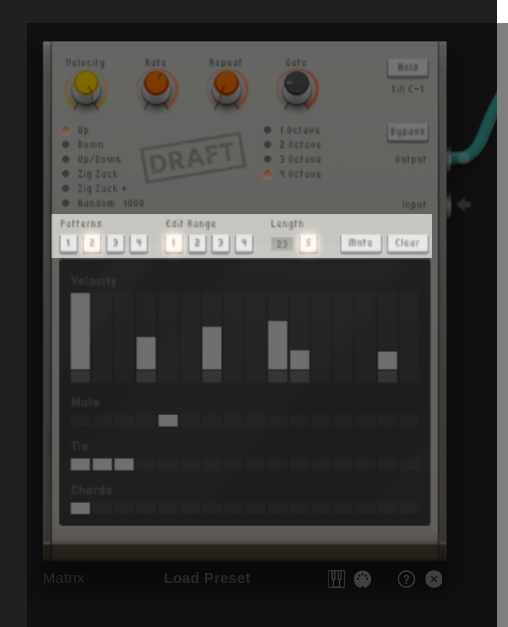 Velocity Rate Repeat Gate
Hold
Till C-1
Up
Down
Up/Down
Zig Zack
Zig Zack +
Random 1000
DRAFT
1 Octave
2 Octave
3 Octave
4 Octave
Bypass
Output
Input
Patterns Edit Range Length
1 2 3 4 1 2 3 4 23 S Mute Clear
Velocity
Mute
Tie
Chords
Matrix Load Preset ?